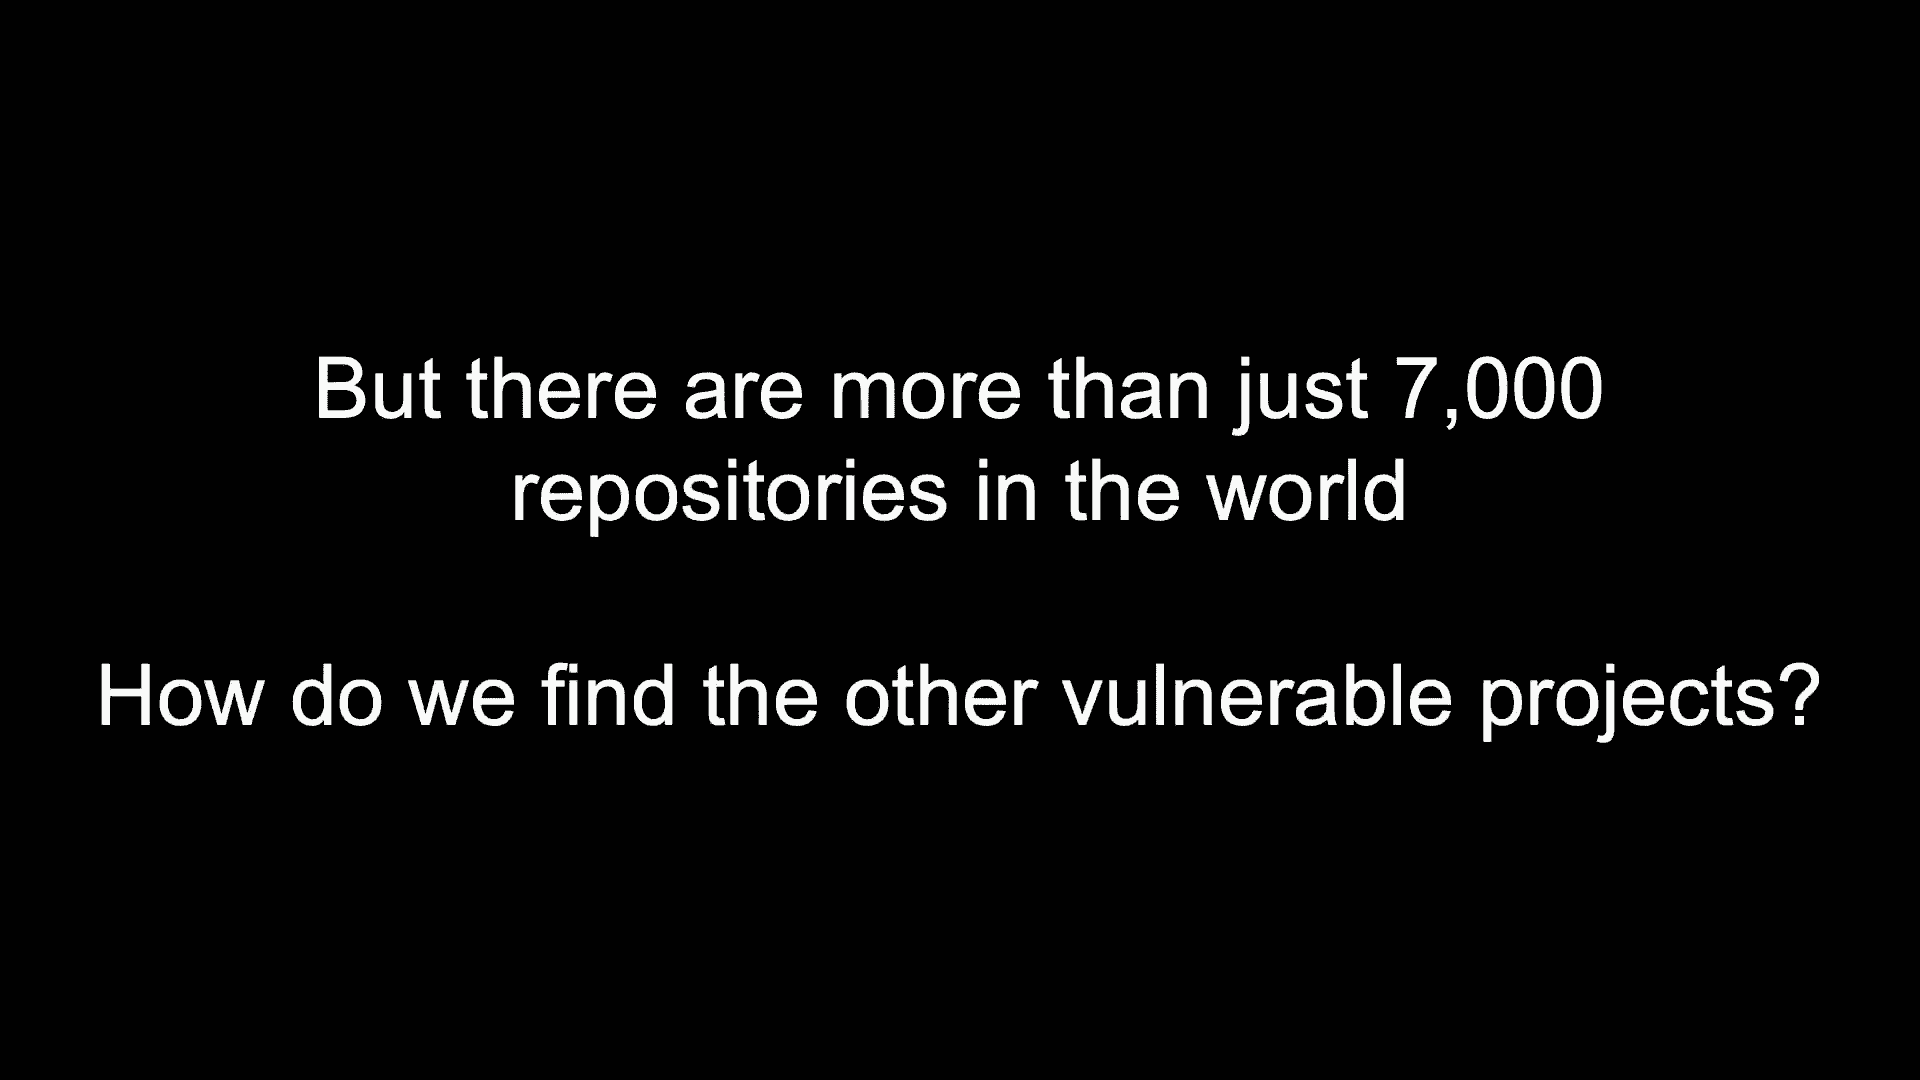 But there are more than just 7,000
repositories in the world
How do we find the other vulnerable projects?